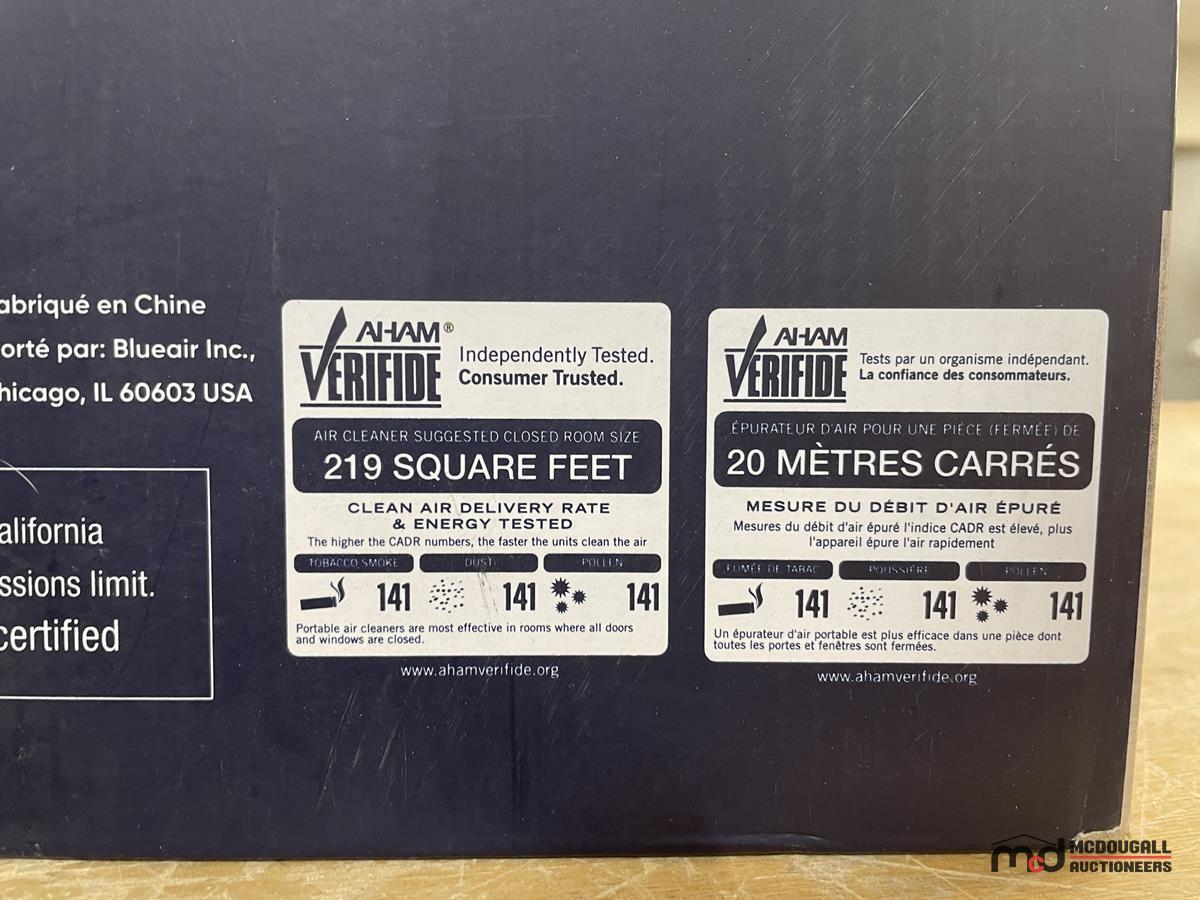 abriqué en Chine
orté par: Blueair Inc.,
hicago, IL 60603 USA
alifornia
ssions limit.
certified
AHAM®
VERIFIDE
Independently Tested.
Consumer Trusted.
AIR CLEANER SUGGESTED CLOSED ROOM SIZE
219 SQUARE FEET
CLEAN AIR DELIVERY RATE
& ENERGY TESTED
The higher the CADR numbers, the faster the units clean the air
TOBACCO SMOKE DUST POLLEN
141 141 141
Portable air cleaners are most effective in rooms where all doors
and windows are closed.
www.ahamverifide.org
AHAM
VERIFIDE
Tests par un organisme indépendant.
La confiance des consommateurs.
ÉPURATEUR D'AIR POUR UNE PIÈCE (FERMÉE) DE
20 MÈTRES CARRÉS
MESURE DU DÉBIT D'AIR ÉPURÉ
Mesures du débit d'air épuré l'indice CADR est élevé, plus
l'appareil épure l'air rapidement
FUMÉE DE TABAC POUSSIÈRE POLLEN
141 141 141
Un épurateur d'air portable est plus efficace dans une pièce dont
toutes les portes et fenêtres sont fermées.
www.ahamverifide.org
mcd MCDOUGALL
AUCTIONEERS